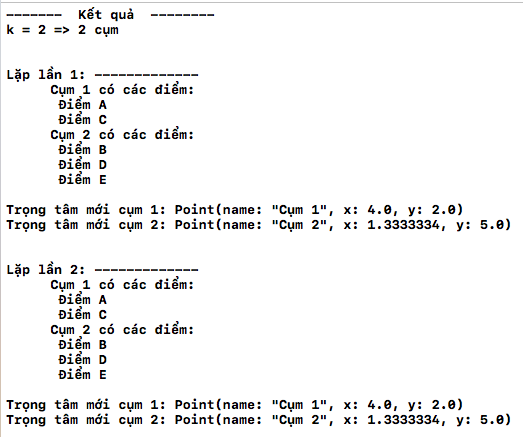 -------  Kết quả  --------
k = 2 => 2 cụm
Lặp lần 1: -------------
Cụm 1 có các điểm:
Điểm A
Điểm C
Cụm 2 có các điểm:
Điểm B
Điểm D
Điểm E
Trọng tâm mới cụm 1: Point(name: "Cụm 1", x: 4.0, y: 2.0)
Trọng tâm mới cụm 2: Point(name: "Cụm 2", x: 1.3333334, y: 5.0)
Lặp lần 2: -------------
Cụm 1 có các điểm:
Điểm A
Điểm C
Cụm 2 có các điểm:
Điểm B
Điểm D
Điểm E
Trọng tâm mới cụm 1: Point(name: "Cụm 1", x: 4.0, y: 2.0)
Trọng tâm mới cụm 2: Point(name: "Cụm 2", x: 1.3333334, y: 5.0)